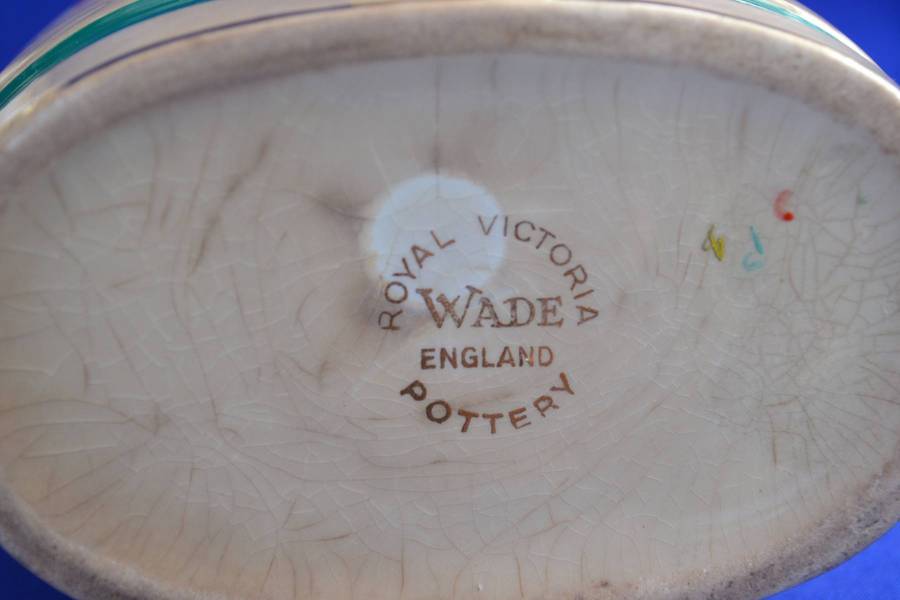 ROYAL VICTORIA
WADE
ENGLAND
POTTERY